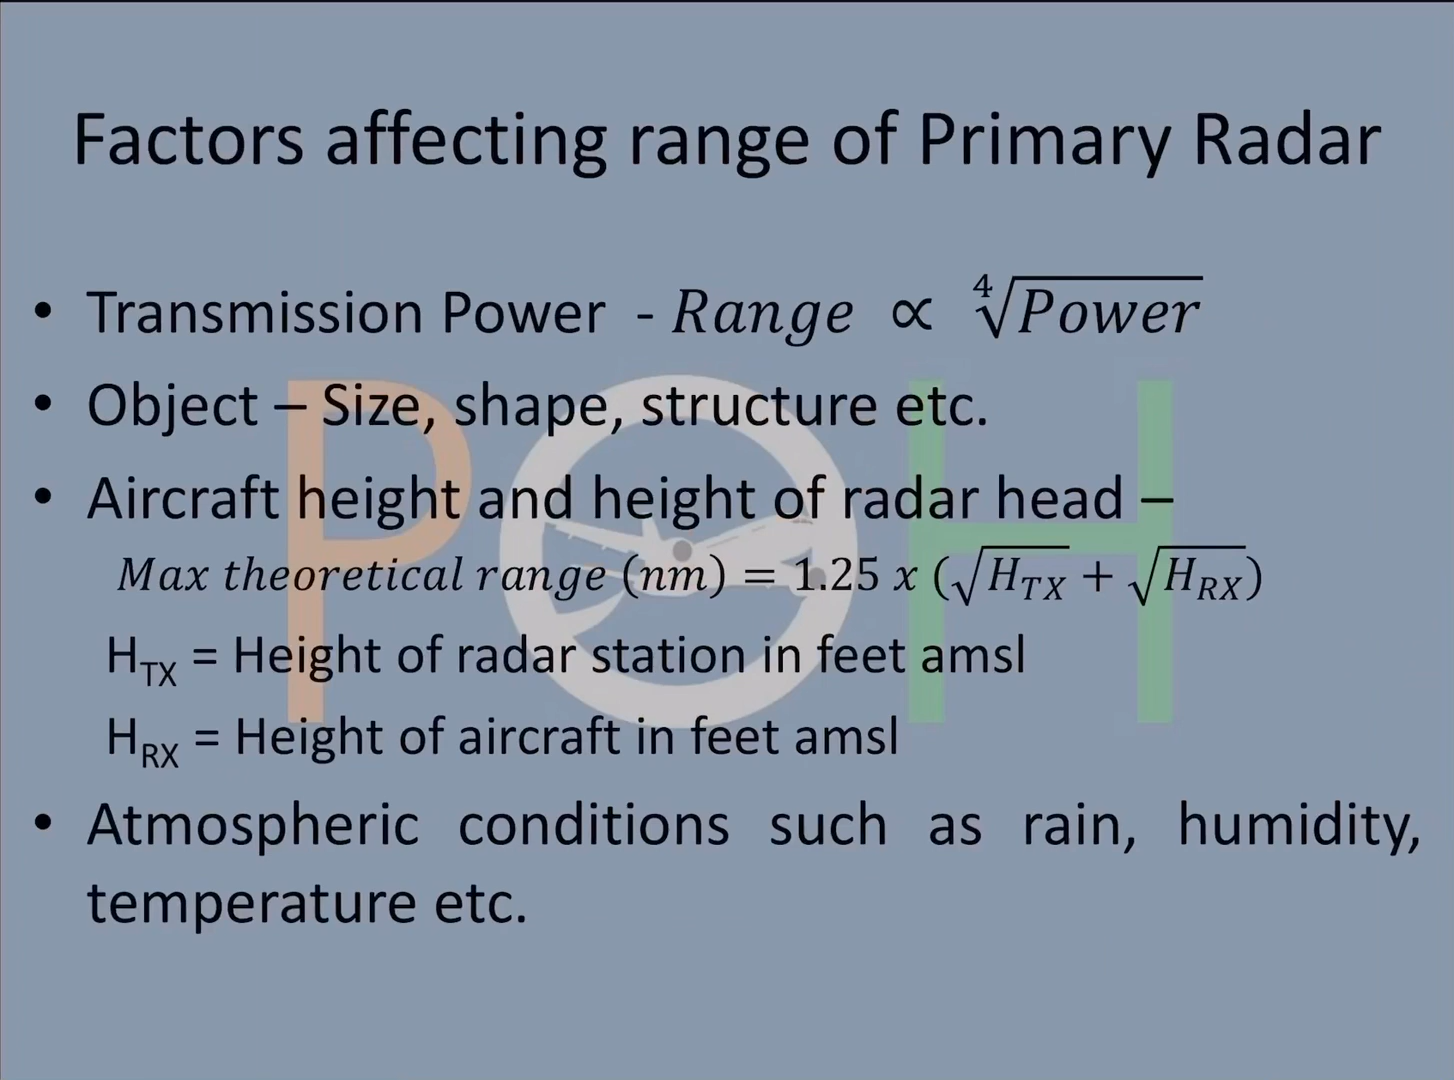 Factors affecting range of Primary Radar
• Transmission Power - Range ∝ ∜Power
• Object – Size, shape, structure etc.
• Aircraft height and height of radar head –
Max theoretical range (nm) = 1.25 x (√H_TX + √H_RX)
H_TX = Height of radar station in feet amsl
H_RX = Height of aircraft in feet amsl
• Atmospheric conditions such as rain, humidity,
temperature etc.
POH